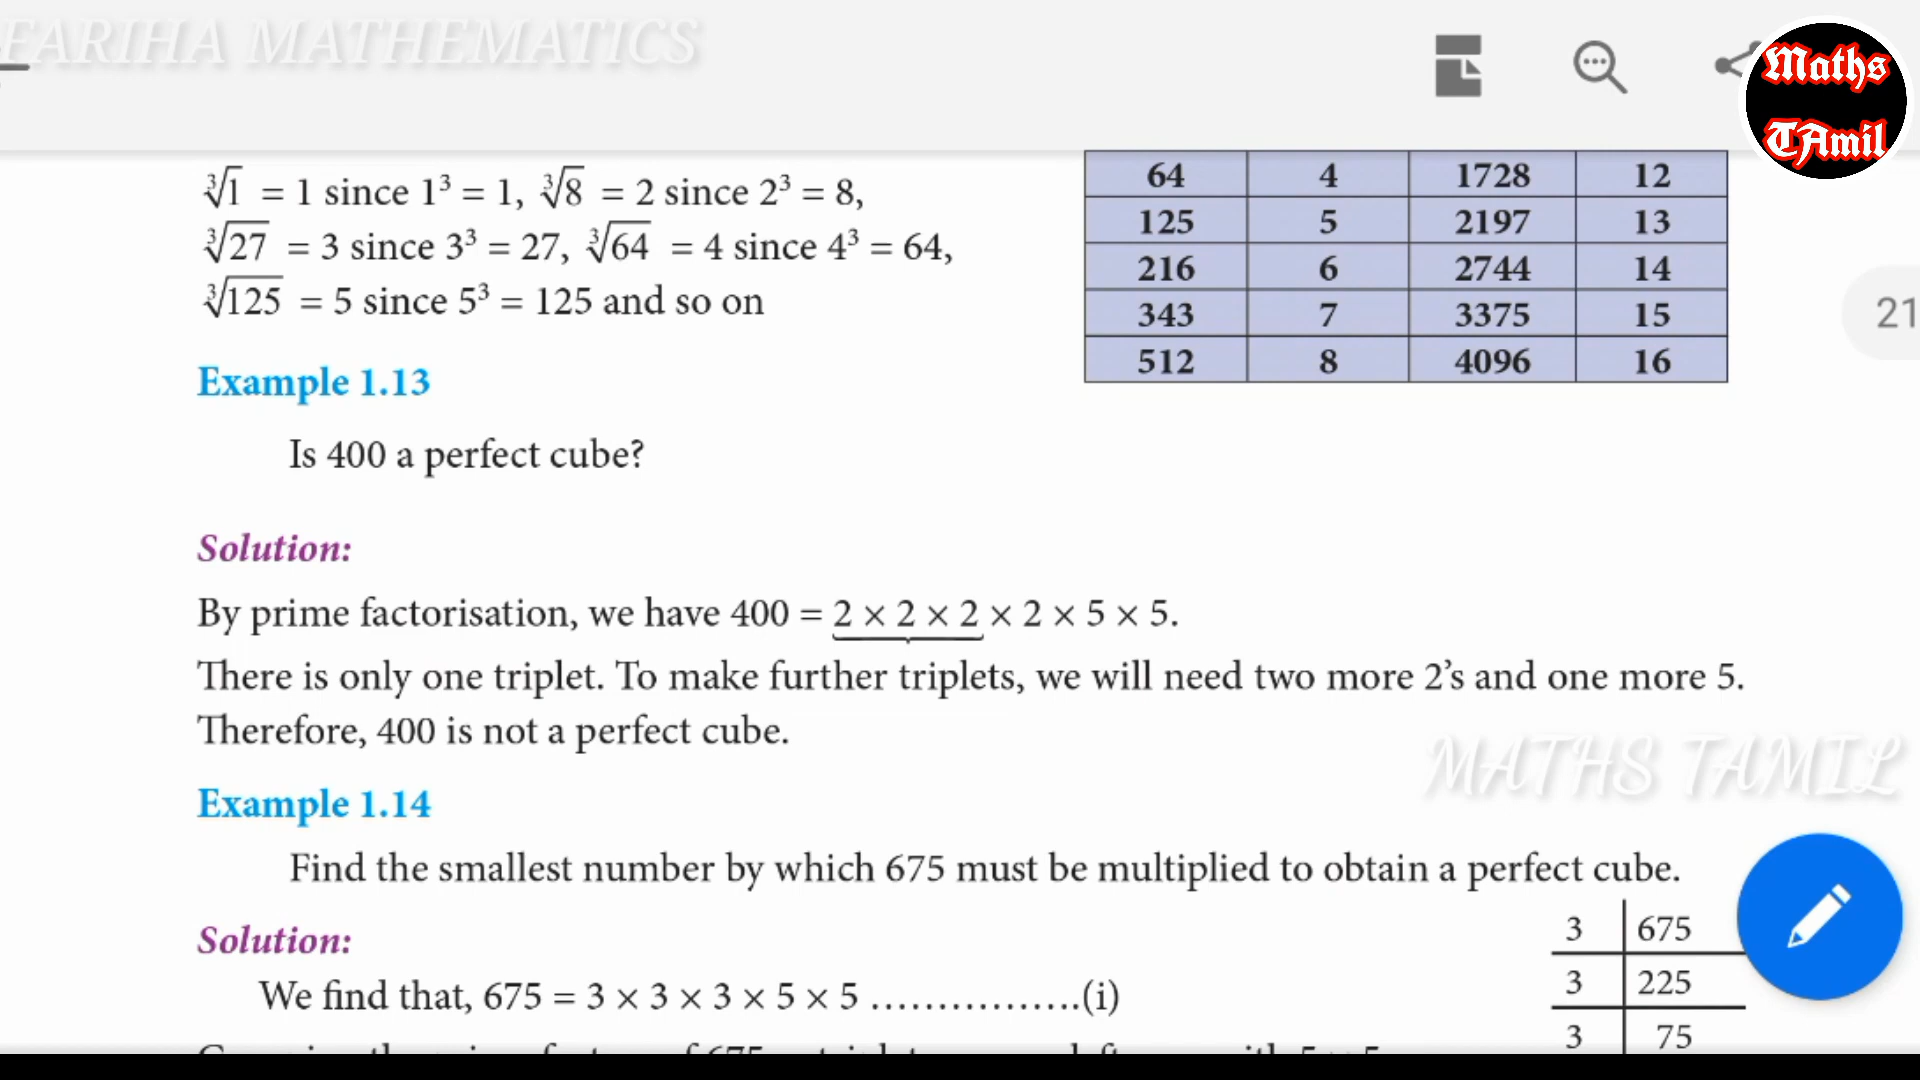 FARIHA MATHEMATICS
Maths
TAmil
∛1 = 1 since 1³ = 1, ∛8 = 2 since 2³ = 8,
∛27 = 3 since 3³ = 27, ∛64 = 4 since 4³ = 64,
∛125 = 5 since 5³ = 125 and so on
64 4 1728 12
125 5 2197 13
216 6 2744 14
343 7 3375 15
512 8 4096 16
21
Example 1.13
Is 400 a perfect cube?
Solution:
By prime factorisation, we have 400 = 2 × 2 × 2 × 2 × 5 × 5.
There is only one triplet. To make further triplets, we will need two more 2’s and one more 5.
Therefore, 400 is not a perfect cube.
MATHS TAMIL
Example 1.14
Find the smallest number by which 675 must be multiplied to obtain a perfect cube.
Solution:
We find that, 675 = 3 × 3 × 3 × 5 × 5 ................(i)
3 675
3 225
3 75